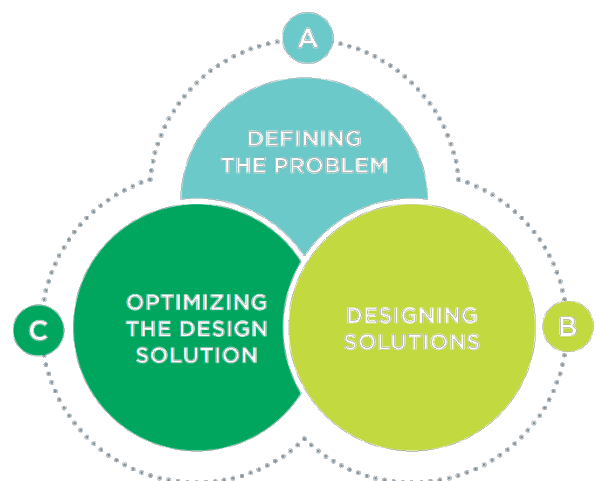 A
DEFINING
THE PROBLEM
OPTIMIZING
THE DESIGN
SOLUTION
DESIGNING
SOLUTIONS
C
B